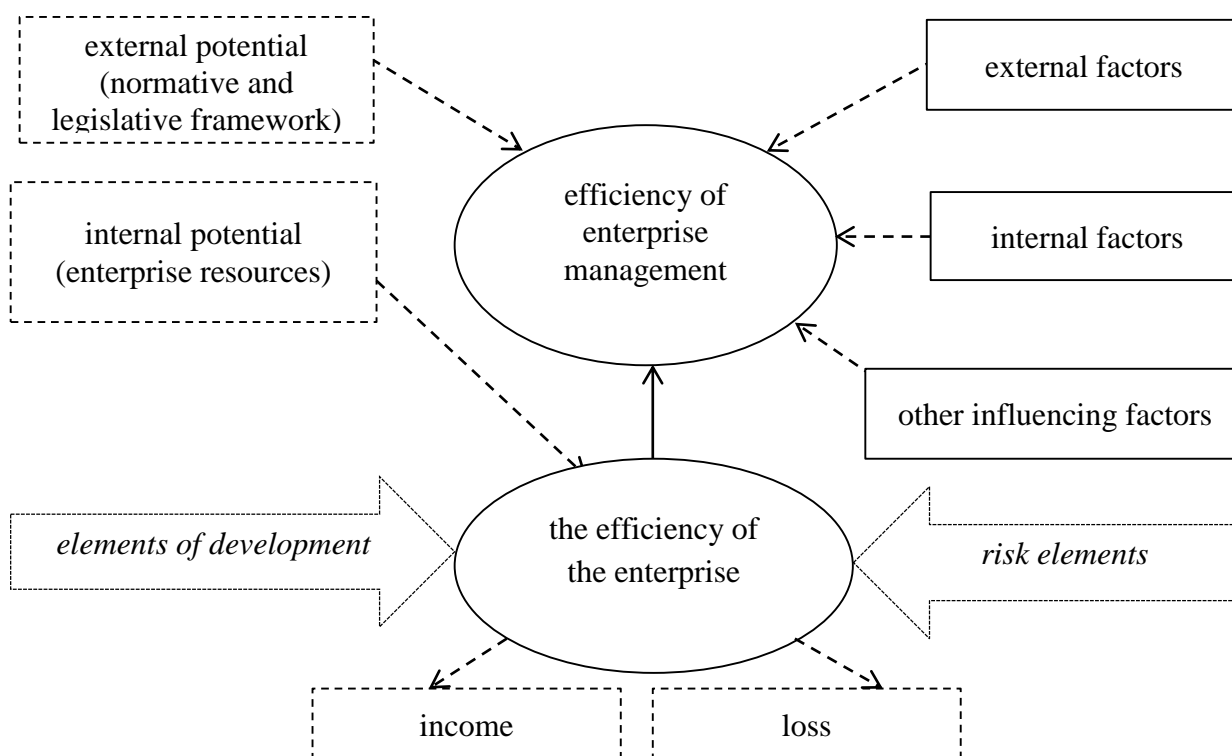 external potential
(normative and
legislative framework)
external factors
efficiency of
enterprise
management
internal potential
(enterprise resources)
internal factors
other influencing factors
elements of development
the efficiency of
the enterprise
risk elements
income
loss